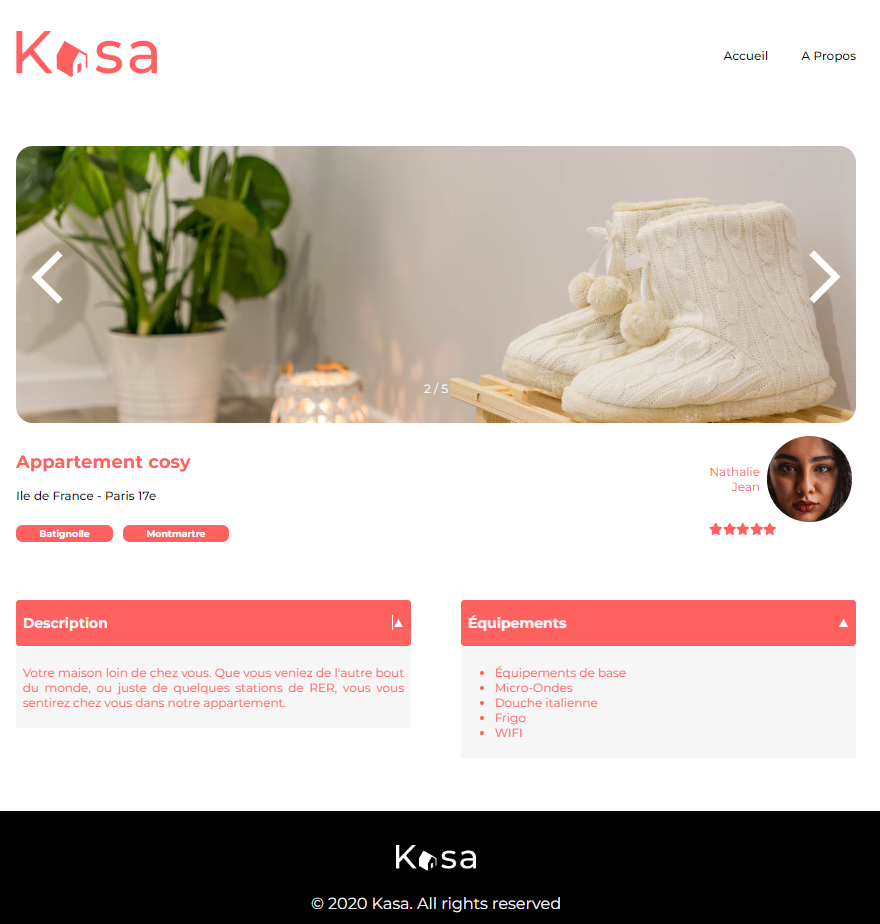 Kasa
Accueil
A Propos
2 / 5
Appartement cosy
Ile de France - Paris 17e
Batignolle
Montmartre
Nathalie
Jean
Description
Votre maison loin de chez vous. Que vous veniez de l'autre bout
du monde, ou juste de quelques stations de RER, vous vous
sentirez chez vous dans notre appartement.
Équipements
Équipements de base
Micro-Ondes
Douche italienne
Frigo
WIFI
Kasa
© 2020 Kasa. All rights reserved